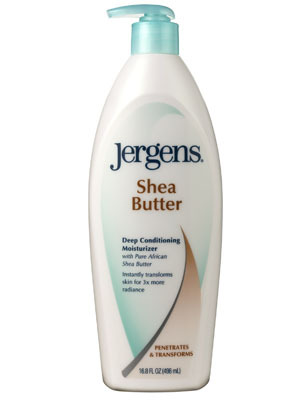 Jergens.
Shea
Butter
Deep Conditioning
Moisturizer
with Pure African
Shea Butter
Instantly transforms
skin for 3x more
radiance
PENETRATES
& TRANSFORMS
16.8 FL OZ (496 mL)